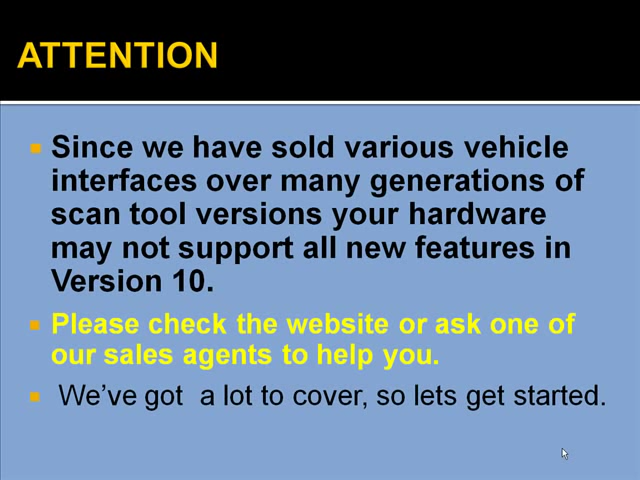 ATTENTION
Since we have sold various vehicle
interfaces over many generations of
scan tool versions your hardware
may not support all new features in
Version 10.
Please check the website or ask one of
our sales agents to help you.
We’ve got a lot to cover, so lets get started.